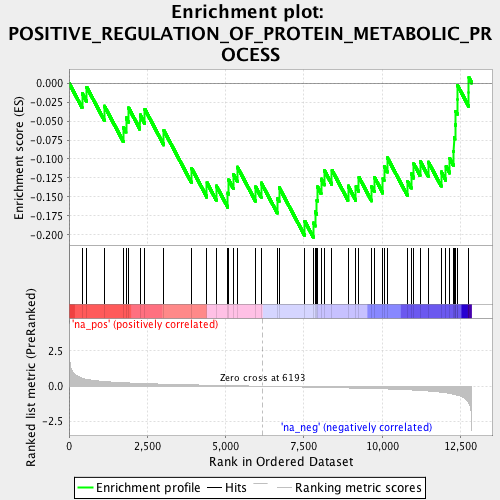 Enrichment plot:
POSITIVE_REGULATION_OF_PROTEIN_METABOLIC_PR
OCESS
Enrichment score (ES)
0.000
-0.025
-0.050
-0.075
-0.100
-0.125
-0.150
-0.175
-0.200
'na_pos' (positively correlated)
Ranked list metric (PreRanked)
2.5
0.0
-2.5
Zero cross at 6193
'na_neg' (negatively correlated)
0
2,500
5,000
7,500
10,000
12,500
Rank in Ordered Dataset
Enrichment profile
Hits
Ranking metric scores